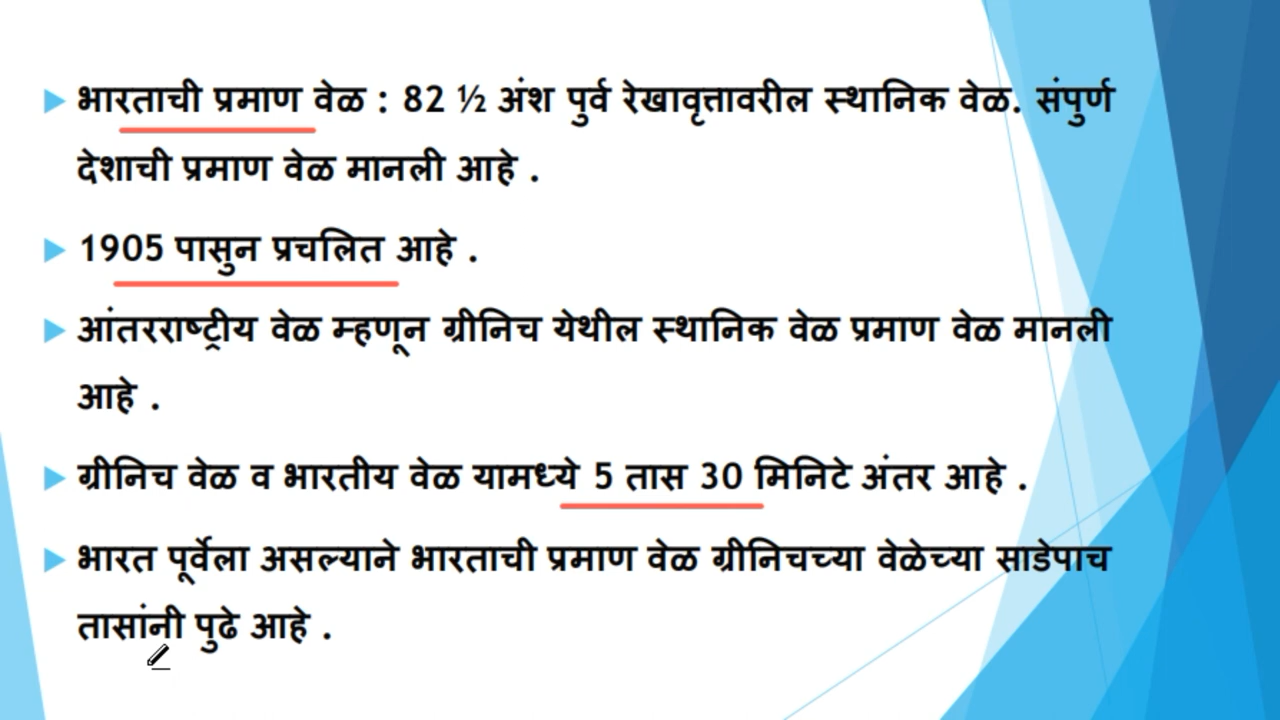 भारताची प्रमाण वेळ : 82 ½ अंश पुर्व रेखावृत्तावरील स्थानिक वेळ. संपुर्ण
देशाची प्रमाण वेळ मानली आहे .
1905 पासुन प्रचलित आहे .
आंतरराष्ट्रीय वेळ म्हणून ग्रीनिच येथील स्थानिक वेळ प्रमाण वेळ मानली
आहे .
ग्रीनिच वेळ व भारतीय वेळ यामध्ये 5 तास 30 मिनिटे अंतर आहे .
भारत पूर्वेला असल्याने भारताची प्रमाण वेळ ग्रीनिचच्या वेळेच्या साडेपाच
तासांनी पुढे आहे .